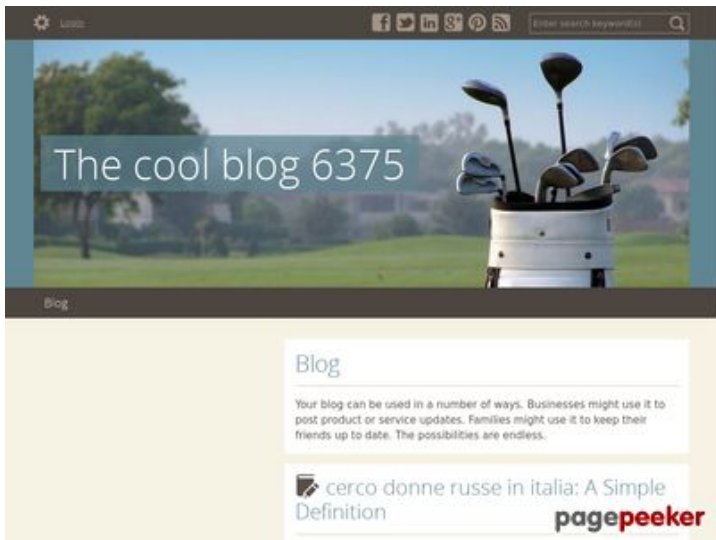 Login
Enter search keyword(s)
The cool blog 6375
Blog
Blog
Your blog can be used in a number of ways. Businesses might use it to
post product or service updates. Families might use it to keep their
friends up to date. The possibilities are endless.
cerco donne russe in italia: A Simple
Definition
pagepeeker